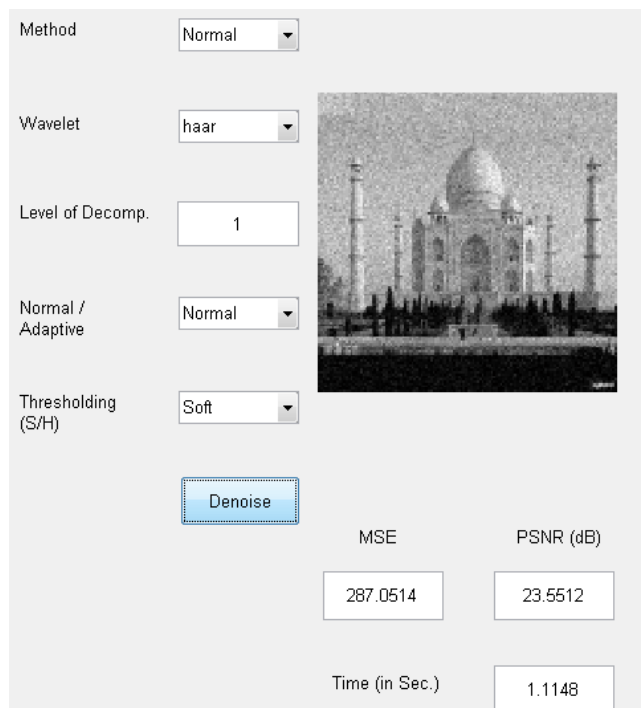 Method
Normal
Wavelet
haar
Level of Decomp.
1
Normal /
Adaptive
Normal
Thresholding
(S/H)
Soft
Denoise
MSE
PSNR (dB)
287.0514
23.5512
Time (in Sec.)
1.1148